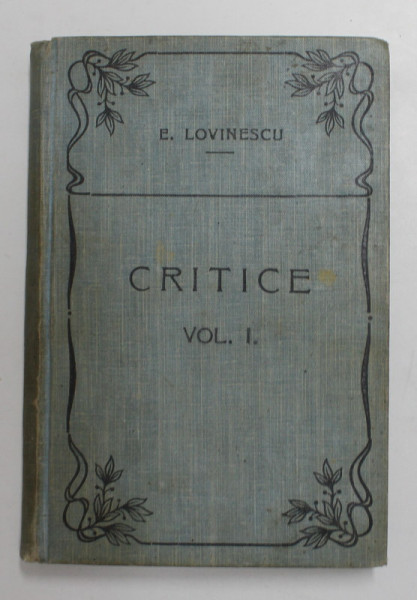 E. LOVINESCU
CRITICE
VOL. I.